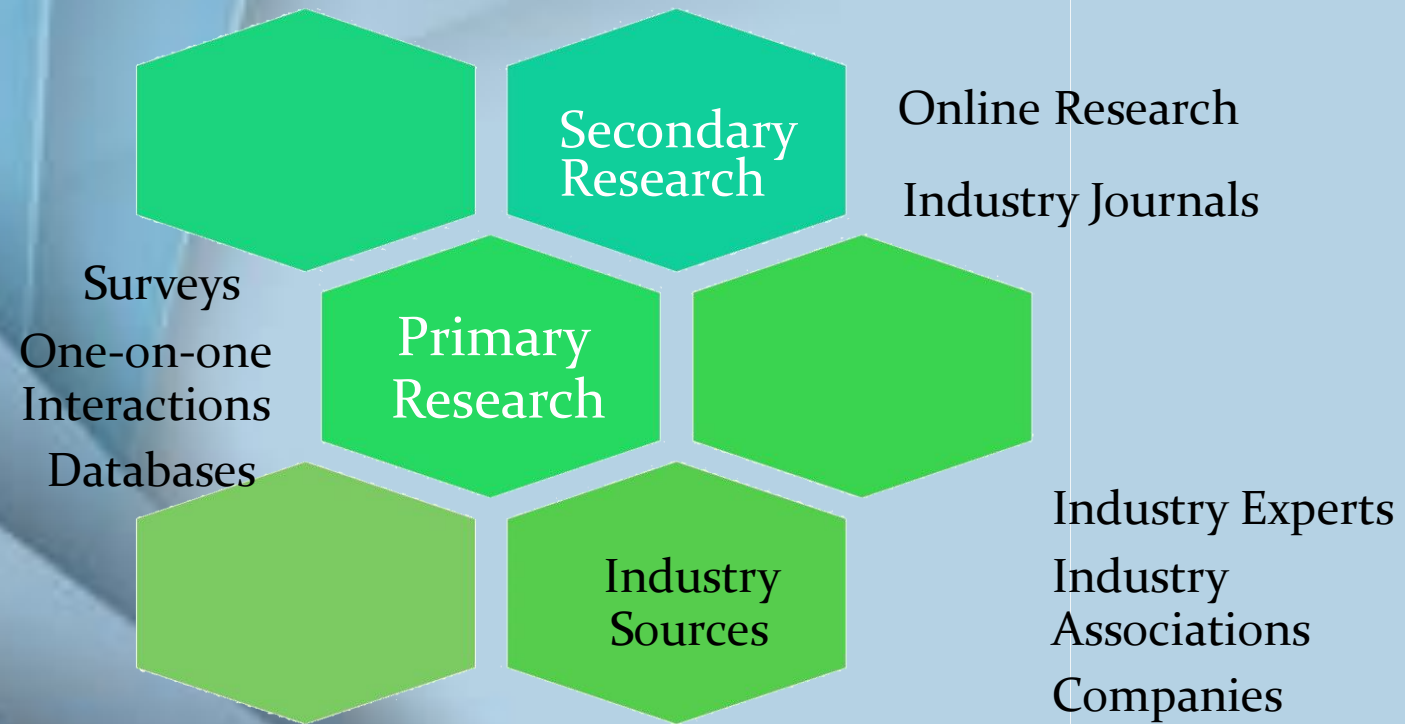 Secondary
Research
Online Research
Industry Journals
Surveys
One-on-one
Interactions
Databases
Primary
Research
Industry
Sources
Industry Experts
Industry
Associations
Companies